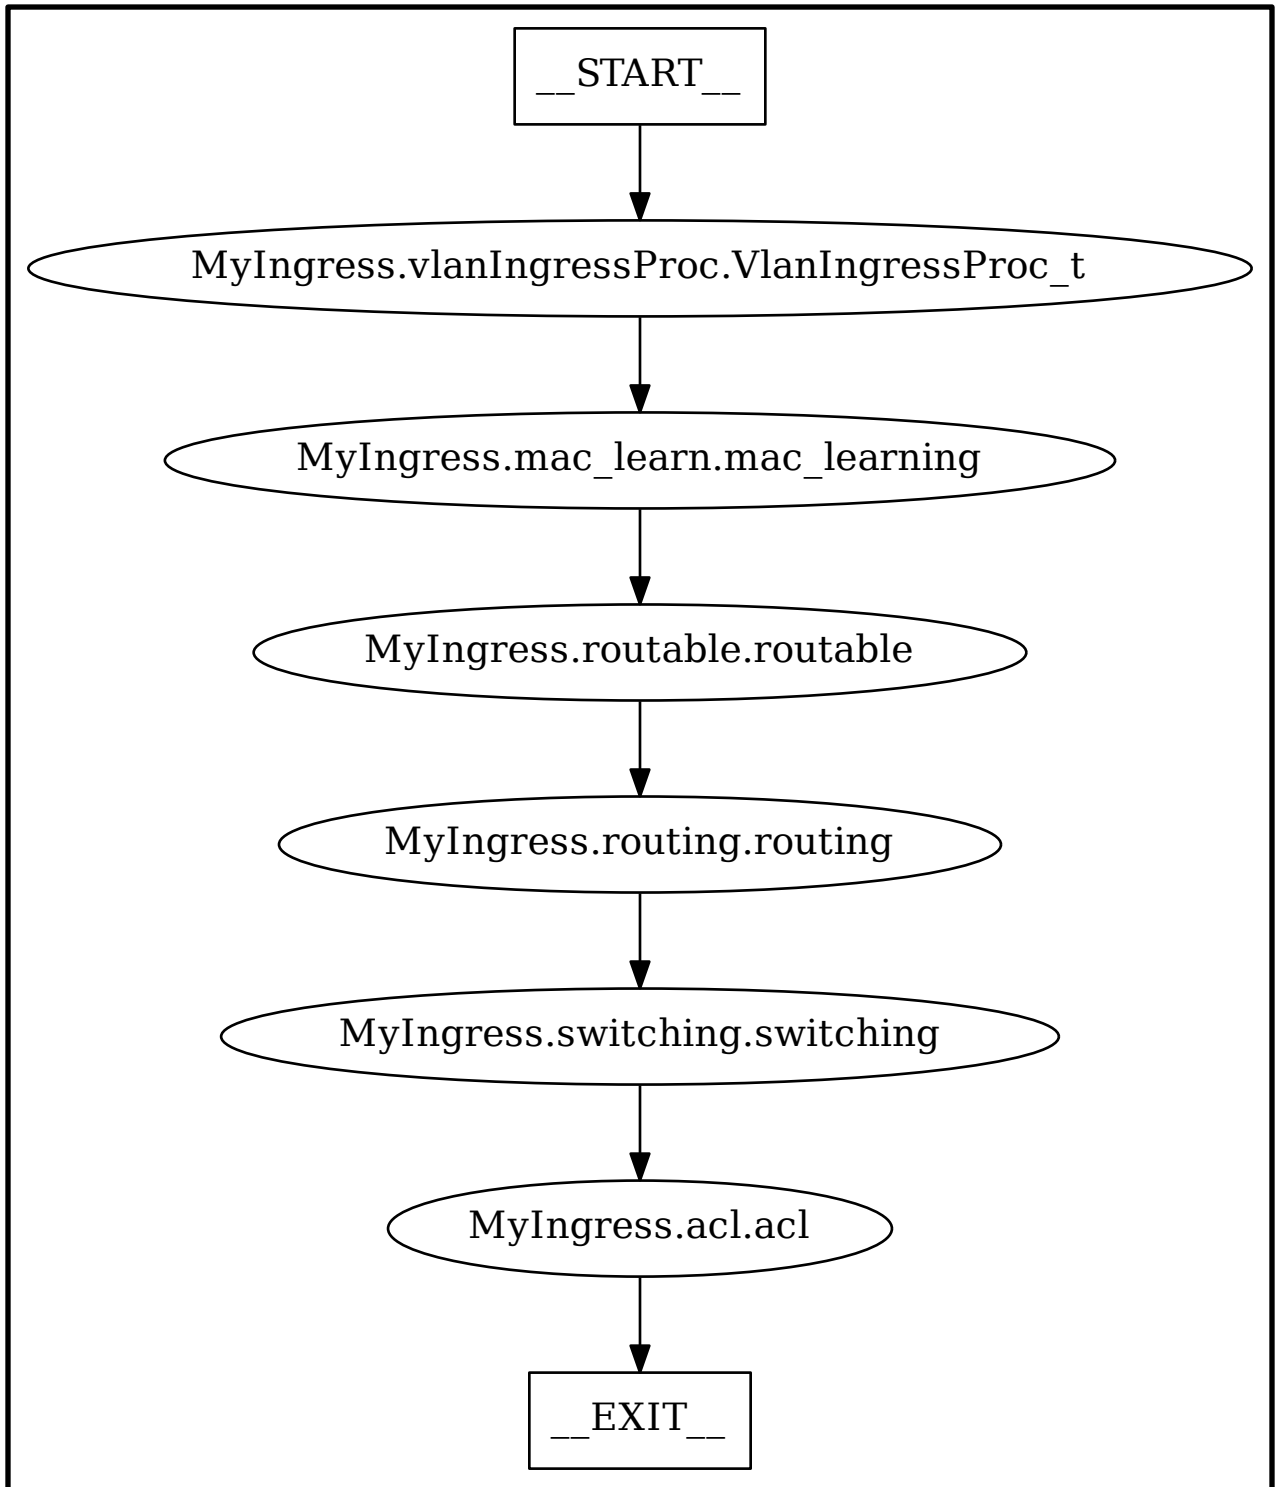 __START__
MyIngress.vlanIngressProc.VlanIngressProc_t
MyIngress.mac_learn.mac_learning
MyIngress.routable.routable
MyIngress.routing.routing
MyIngress.switching.switching
MyIngress.acl.acl
__EXIT__